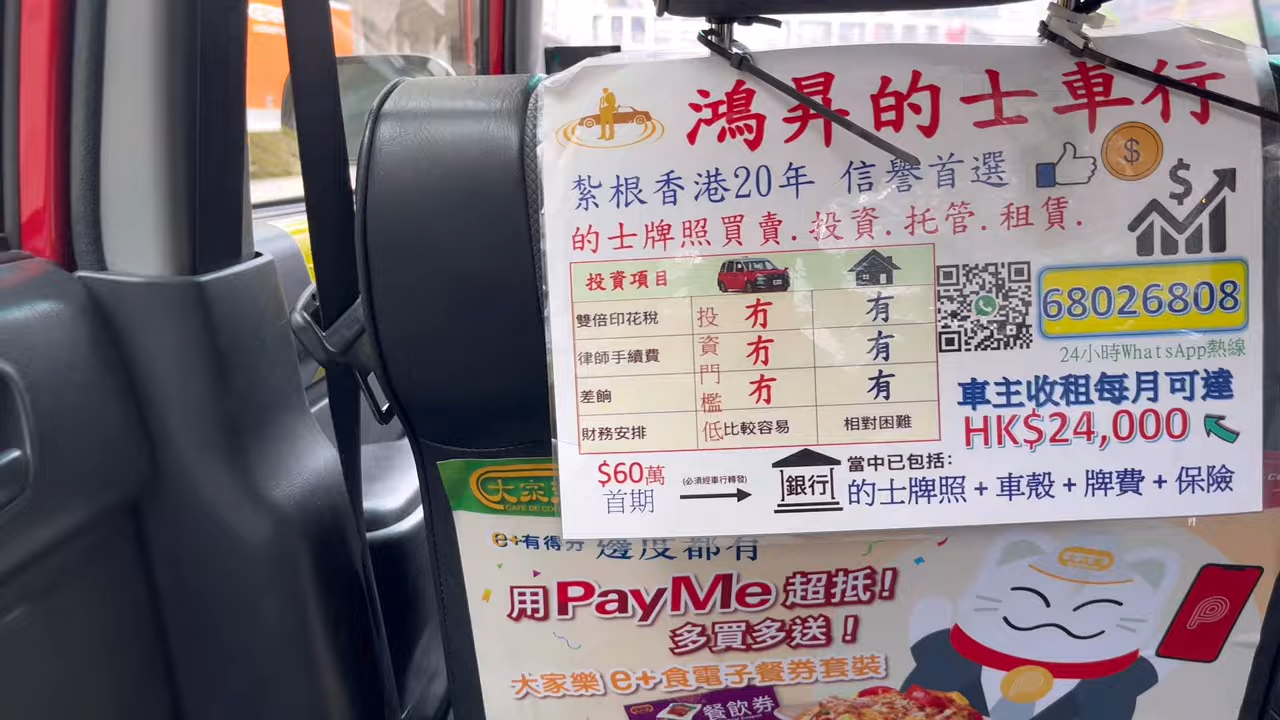 鴻昇的士車行
紮根香港20年 信譽首選
的士牌照買賣.投資.托管.租賃.
投資項目
雙倍印花稅 冇 有
律師手續費 冇 有
差餉 冇 有
財務安排 比較容易 相對困難
投資門檻低
68026808
24小時WhatsApp熱線
車主收租每月可達
HK$24,000
$60萬
首期
(必須經車行轉發)
銀行
當中已包括:
的士牌照+車殼+牌費+保險
大家樂
CAFE DE CO
e+有得分 邊度都有
用PayMe超抵!
多買多送!
大家樂e+食電子餐券套裝
餐飲券